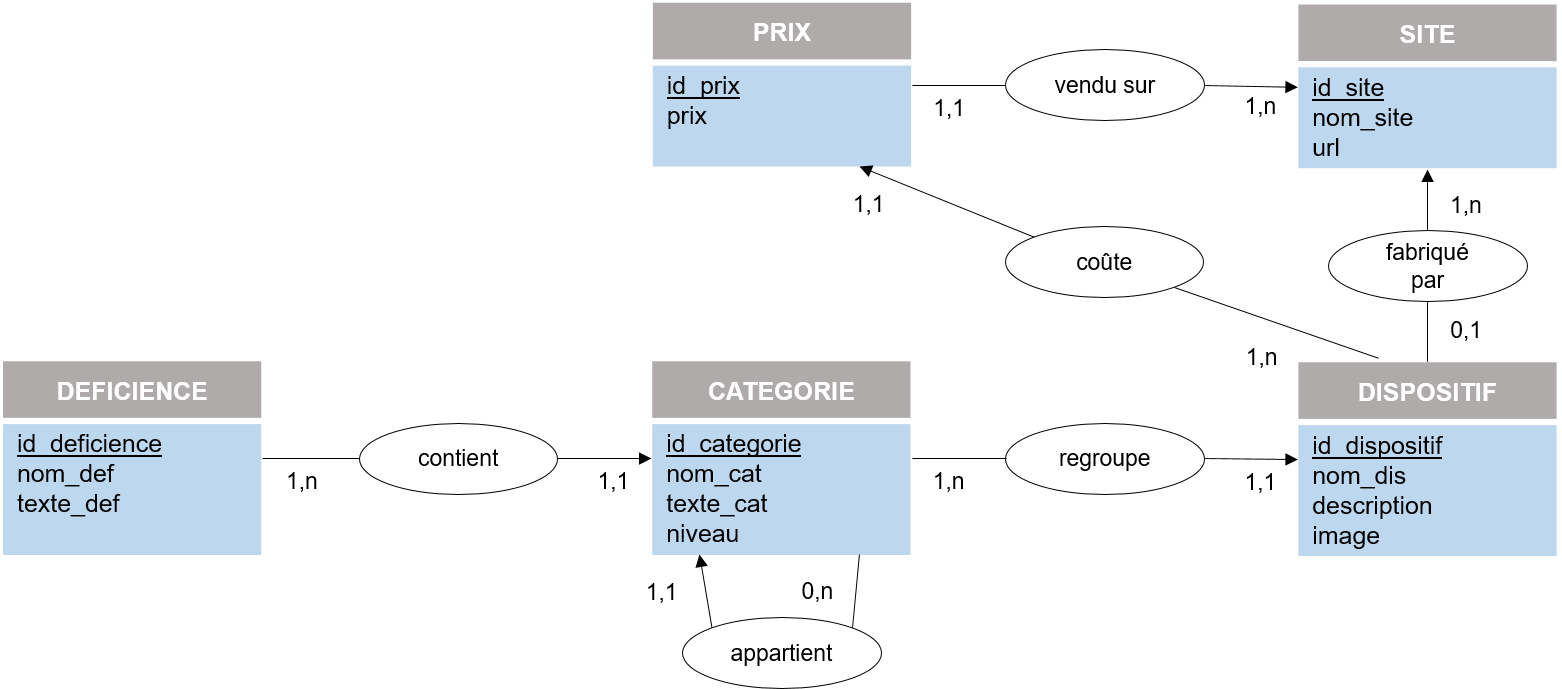 PRIX
id_prix
prix
vendu sur
1,1
1,n
SITE
id_site
nom_site
url
1,1
coûte
1,n
1,n
fabriqué
par
0,1
DEFICIENCE
id_deficience
nom_def
texte_def
1,n
contient
1,1
CATEGORIE
id_categorie
nom_cat
texte_cat
niveau
1,n
regroupe
1,1
DISPOSITIF
id_dispositif
nom_dis
description
image
1,1
0,n
appartient